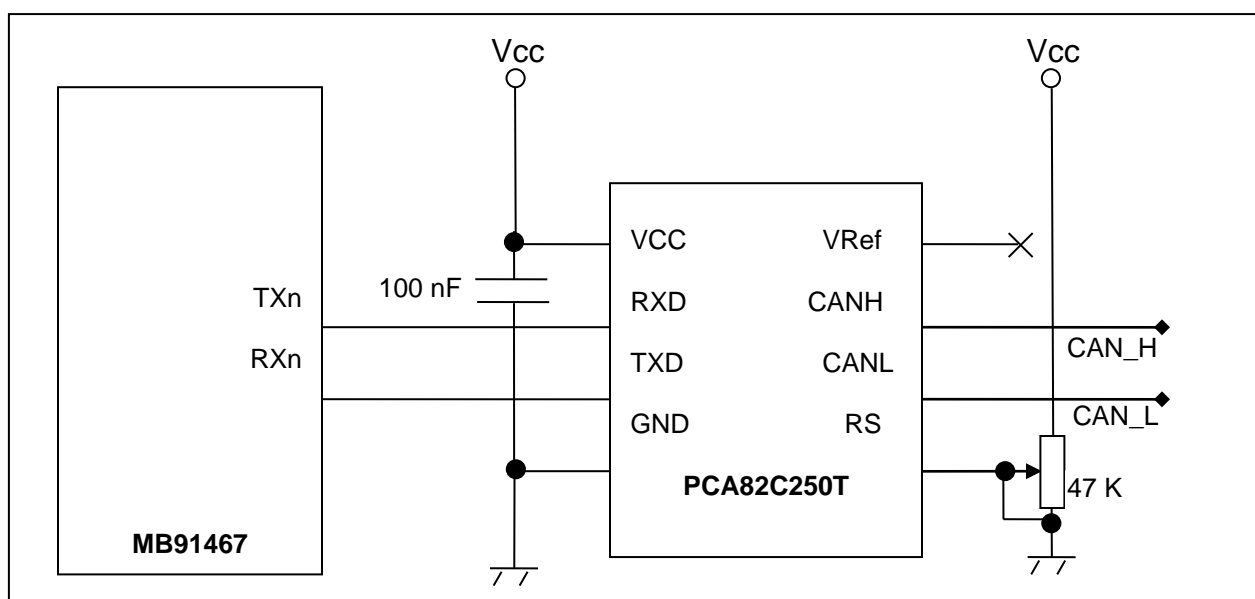 Vcc
Vcc
VCC
VRef
100 nF
TXn
RXD
CANH
CAN_H
RXn
TXD
CANL
CAN_L
GND
RS
PCA82C250T
47 K
MB91467